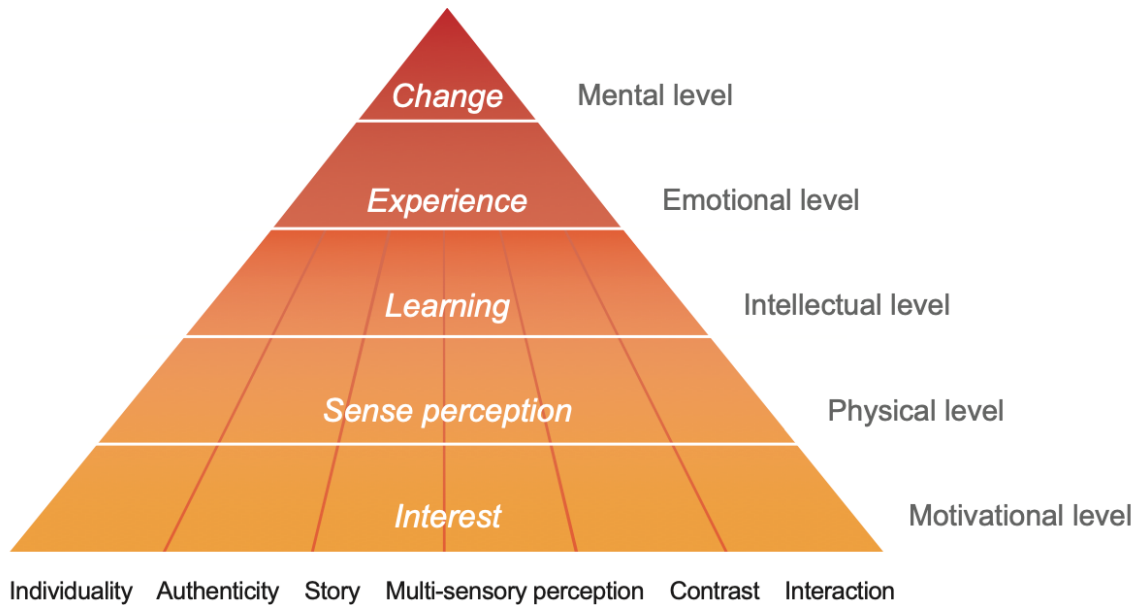 Change Mental level
Experience Emotional level
Learning Intellectual level
Sense perception Physical level
Interest Motivational level
Individuality Authenticity Story Multi-sensory perception Contrast Interaction